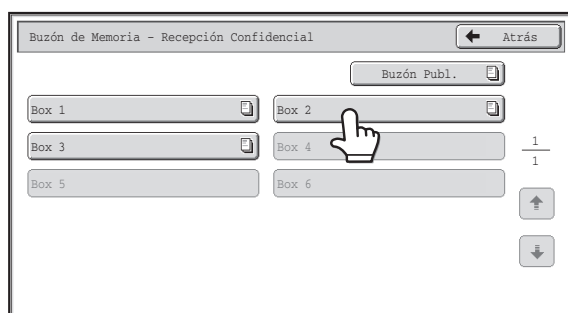 Buzón de Memoria - Recepción Confidencial
Atrás
Buzón Publ.
Box 1
Box 2
Box 3
Box 4
1
1
Box 5
Box 6